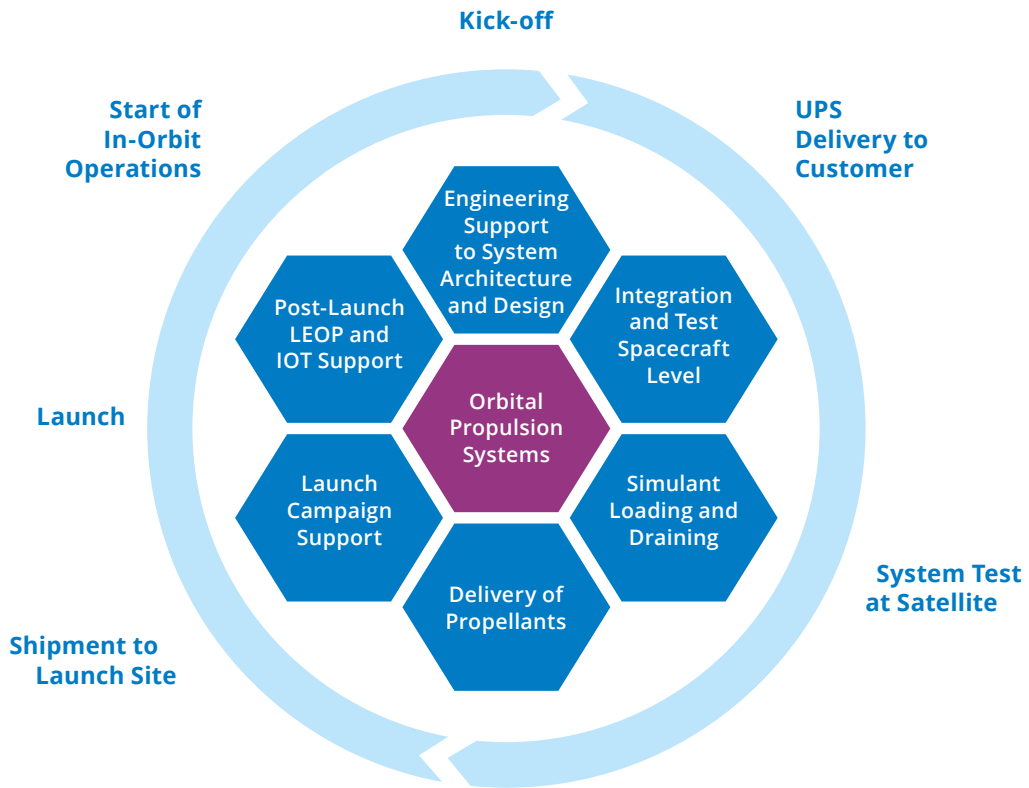 Kick-off
Start of
In-Orbit
Operations
UPS
Delivery to
Customer
Engineering
Support
to System
Architecture
and Design
Post-Launch
LEOP and
IOT Support
Integration
and Test
Spacecraft
Level
Launch
Orbital
Propulsion
Systems
Launch
Campaign
Support
Simulant
Loading and
Draining
System Test
at Satellite
Delivery of
Propellants
Shipment to
Launch Site